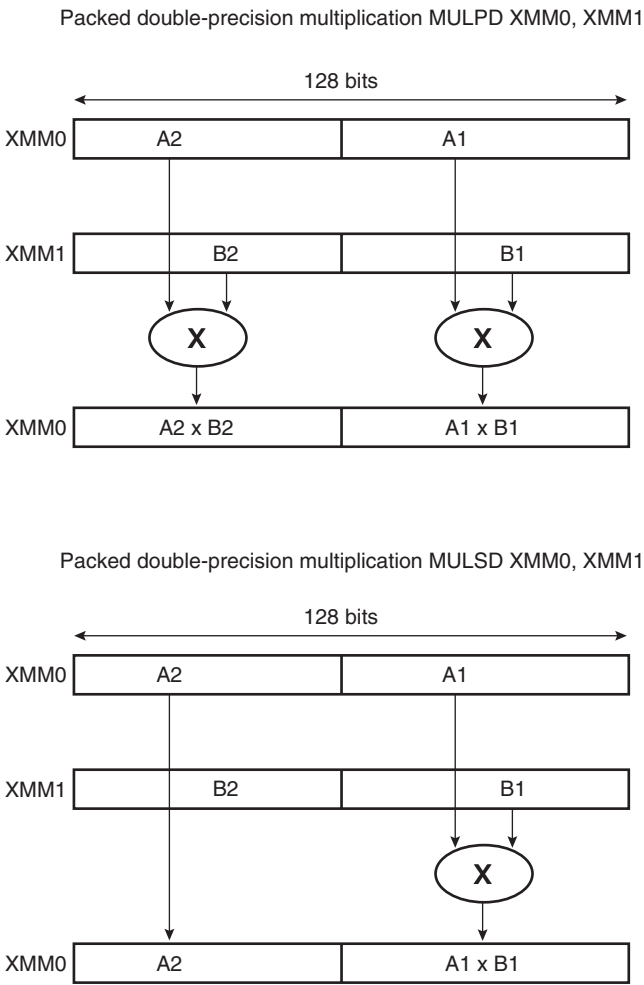 Packed double-precision multiplication MULPD XMM0, XMM1
128 bits
XMM0 A2 A1
XMM1 B2 B1
X X
XMM0 A2 x B2 A1 x B1
Packed double-precision multiplication MULSD XMM0, XMM1
128 bits
XMM0 A2 A1
XMM1 B2 B1
X
XMM0 A2 A1 x B1